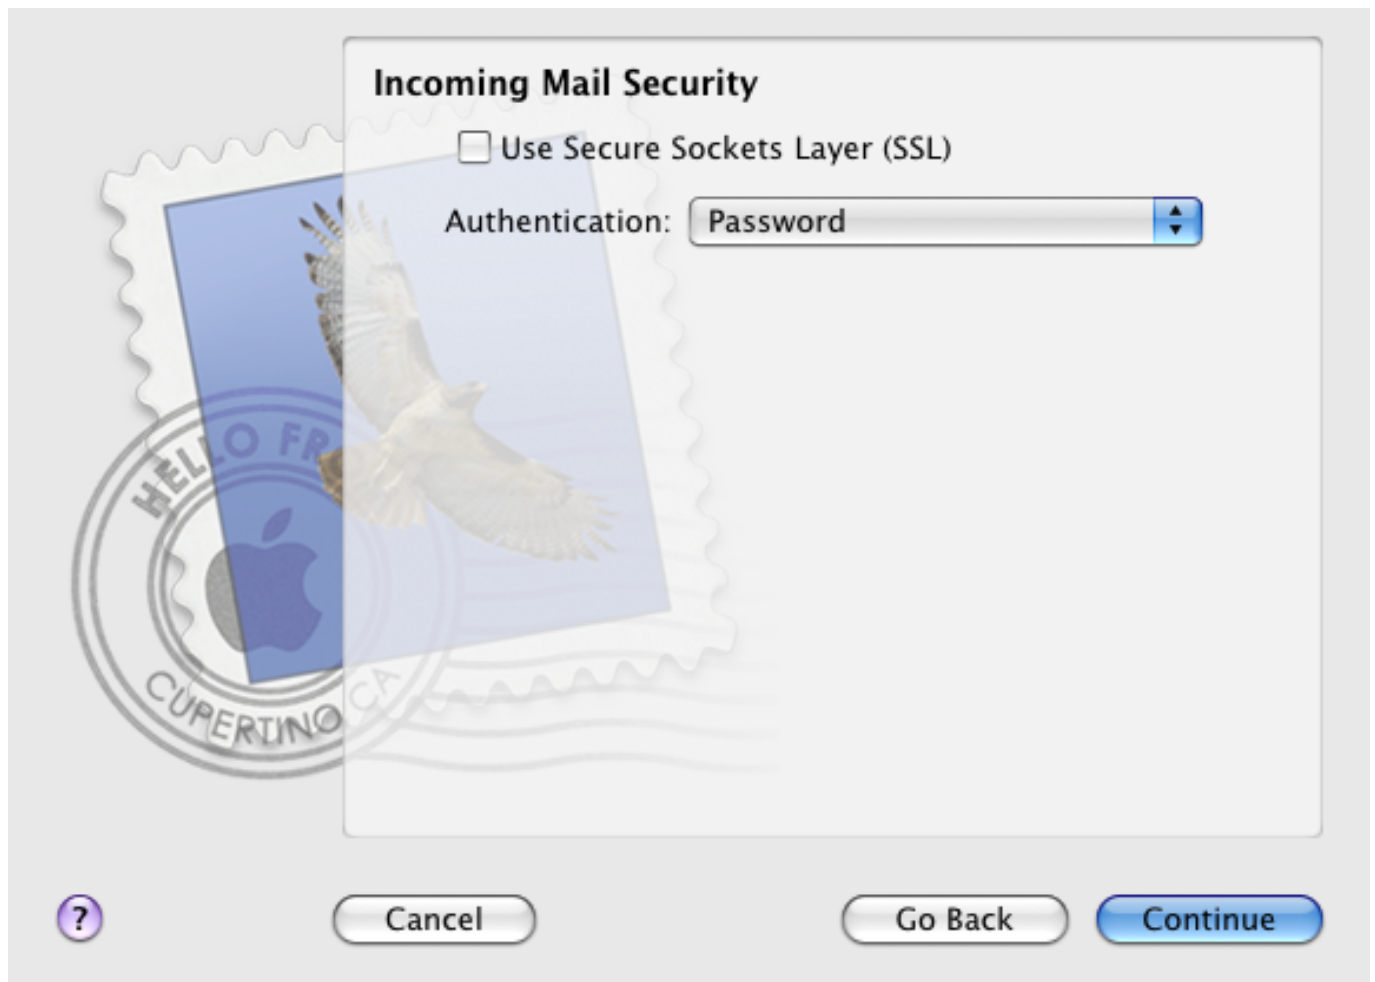 Incoming Mail Security
Use Secure Sockets Layer (SSL)
Authentication: Password
HELLO FR
CUPERTINO CA
? Cancel Go Back Continue